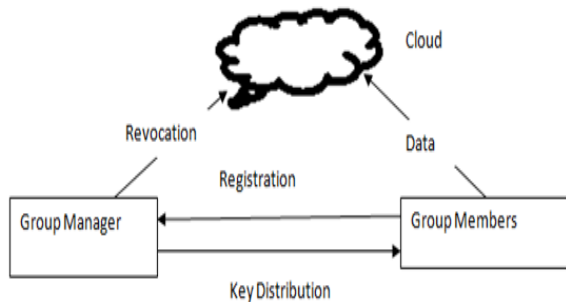 Cloud
Revocation
Data
Registration
Group Manager
Group Members
Key Distribution